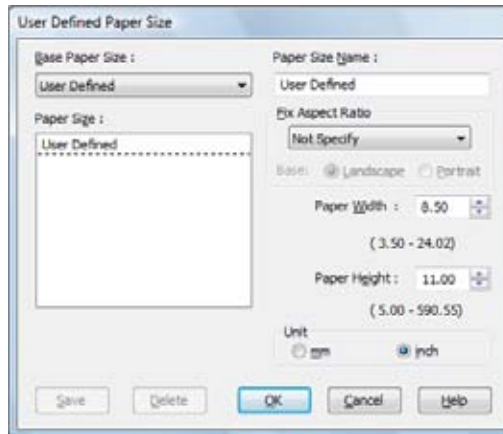 User Defined Paper Size
Base Paper Size :
User Defined
Paper Size :
User Defined
Paper Size Name :
User Defined
Fix Aspect Ratio
Not Specify
Base: Landscape Portrait
Paper Width : 8.50
( 3.50 - 24.02)
Paper Height : 11.00
( 5.00 - 590.55)
Unit
mm inch
Save Delete OK Cancel Help